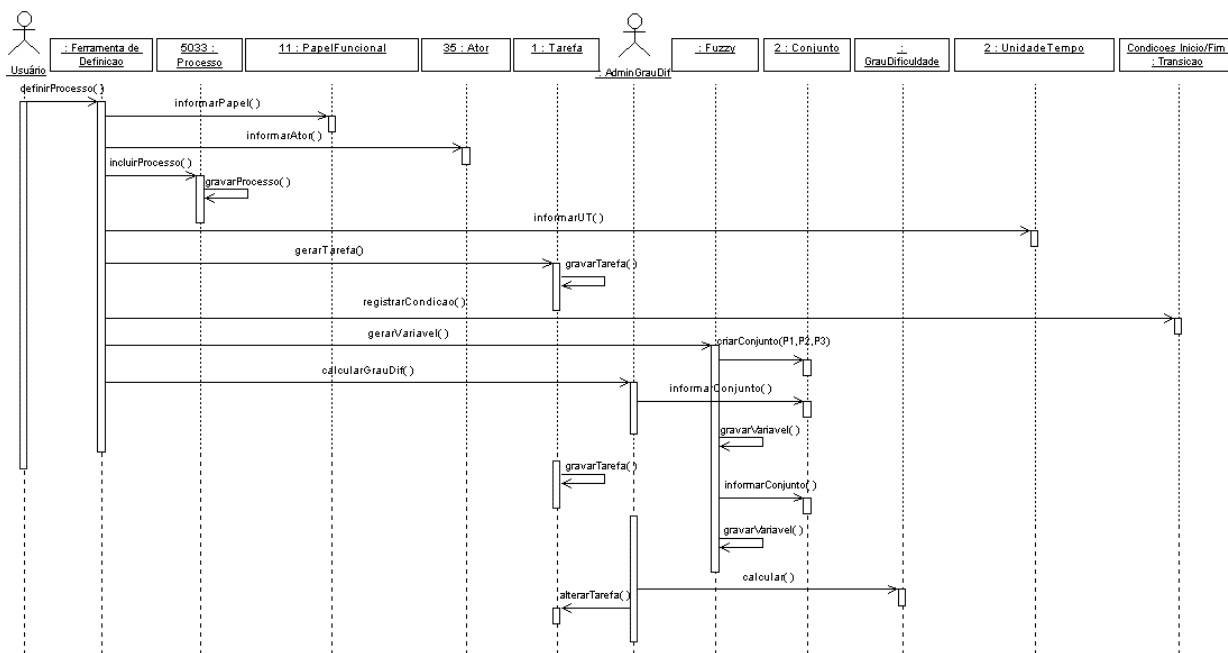 : Usuário
: Ferramenta de
Definicao
5033 :
Processo
11 : PapelFuncional
35 : Ator
1 : Tarefa
: AdminGrauDif
: Fuzzy
2 : Conjunto
:
GrauDificuldade
2 : UnidadeTempo
Condicoes Inicio/Fim
: Transicao
definirProcesso( )
informarPapel( )
informarAtor( )
incluirProcesso( )
gravarProcesso( )
informarUT( )
gerarTarefa()
gravarTarefa( )
registrarCondicao( )
gerarVariavel( )
criarConjunto(P1,P2,P3)
calcularGrauDif( )
informarConjunto( )
gravarVariavel( )
gravarTarefa( )
informarConjunto( )
gravarVariavel( )
calcular( )
alterarTarefa( )